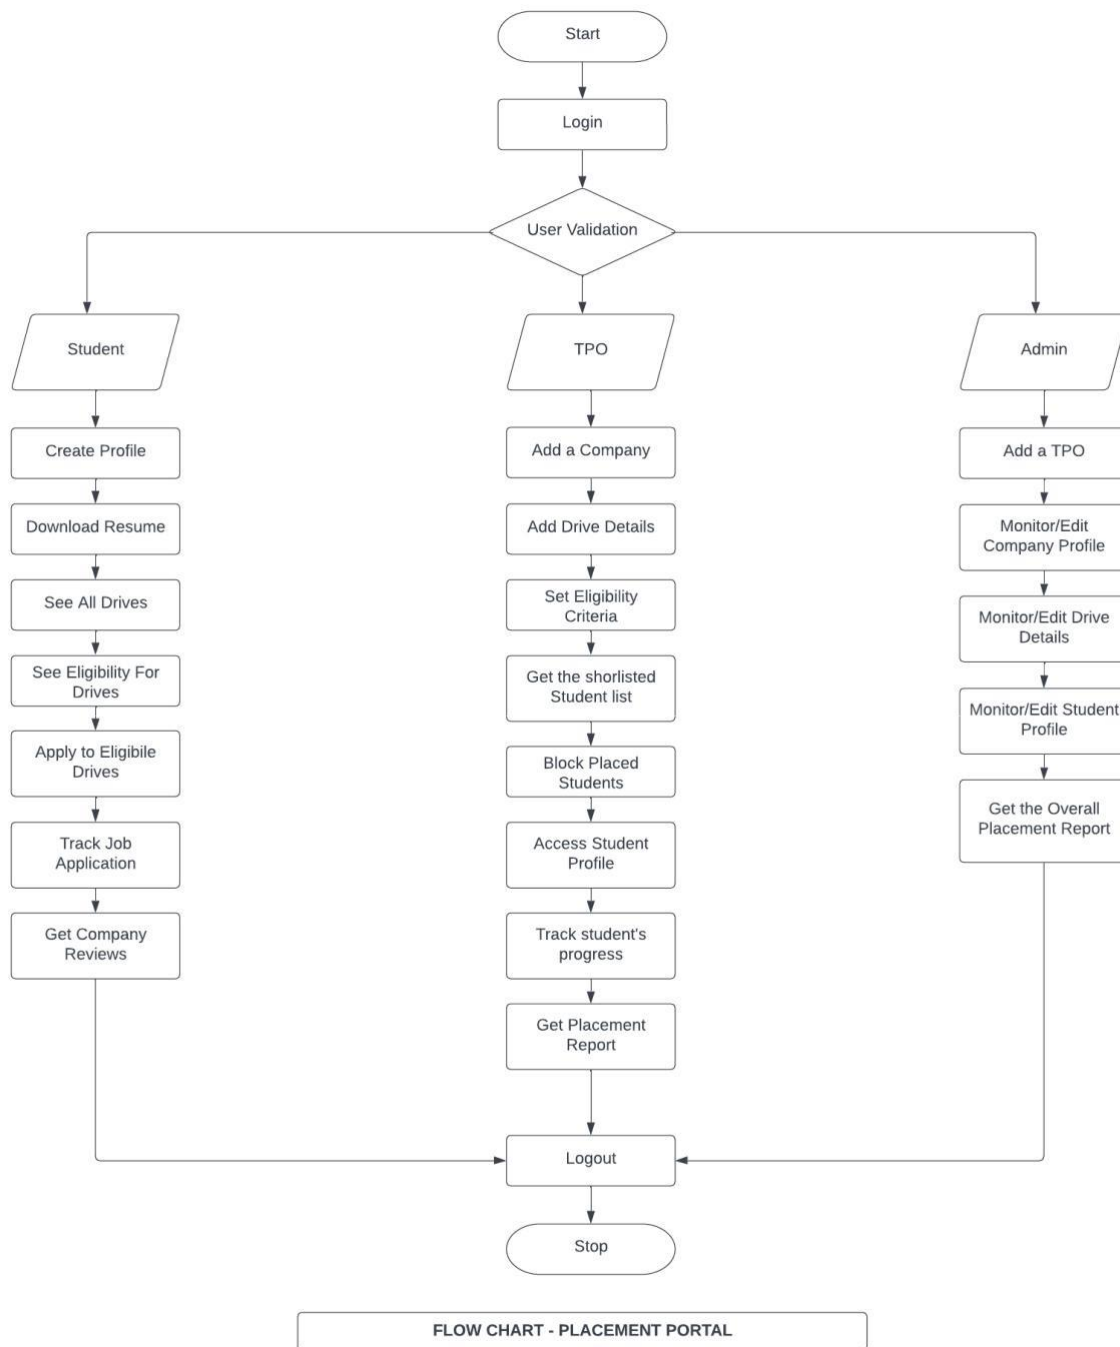 Start
Login
User Validation
Student
Create Profile
Download Resume
See All Drives
See Eligibility For
Drives
Apply to Eligibile
Drives
Track Job
Application
Get Company
Reviews
TPO
Add a Company
Add Drive Details
Set Eligibility
Criteria
Get the shorlisted
Student list
Block Placed
Students
Access Student
Profile
Track student's
progress
Get Placement
Report
Admin
Add a TPO
Monitor/Edit
Company Profile
Monitor/Edit Drive
Details
Monitor/Edit Student
Profile
Get the Overall
Placement Report
Logout
Stop
FLOW CHART - PLACEMENT PORTAL